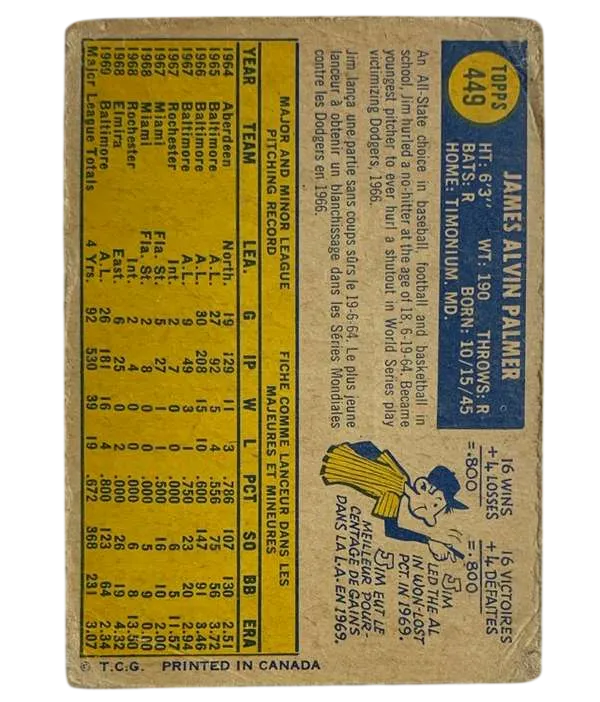 TOPPS
449
JAMES ALVIN PALMER
HT: 6'3" WT: 190 THROWS: R
BATS: R BORN: 10/15/45
HOME: TIMONIUM, MD.
An All-State choice in baseball, football and basketball in
school, Jim hurled a no-hitter at the age of 18, 6-19-64. Became
youngest pitcher to ever hurl a shutout in World Series play
victimizing Dodgers, 1966.
Jim lança une partie sans coups sûrs le 19-6-64. Le plus jeune
lanceur à obtenir un blanchissage dans les Séries Mondiales
contre les Dodgers en 1966.
16 WINS
+4 LOSSES
=.800
16 VICTOIRES
+4 DÉFAITES
=.800
JIM
LED THE AL
IN WON-LOST
PCT. IN 1969.
JIM EUT LE
MEILLEUR POUR-
CENTAGE DE GAINS
DANS LA L.A. EN 1969.
MAJOR AND MINOR LEAGUE
PITCHING RECORD
FICHE COMME LANCEUR DANS LES
MAJEURES ET MINEURES
YEAR TEAM LEA. G IP W L PCT SO BB ERA
1964 Aberdeen North. 19 129 11 3 .786 107 130 2.51
1965 Baltimore A.L. 27 92 5 4 .556 75 56 3.72
1966 Baltimore A.L. 30 208 15 10 .600 147 91 3.46
1967 Baltimore A.L. 9 49 3 1 .750 23 20 2.94
1967 Rochester Int. 2 7 0 0 .000 6 5 11.57
1967 Miami Fla. St. 5 27 1 1 .500 16 10 2.00
1968 Miami Fla. St. 2 8 0 0 .000 5 0.00
1968 Rochester Int. 2 4 0 0 .000 6 8 13.50
1968 Elmira East. 6 25 0 2 .000 26 19 4.32
1969 Baltimore A.L. 26 181 16 4 .800 123 64 2.34
Major League Totals 4 Yrs. 92 530 39 19 .672 368 231 3.07
© T.C.G. PRINTED IN CANADA